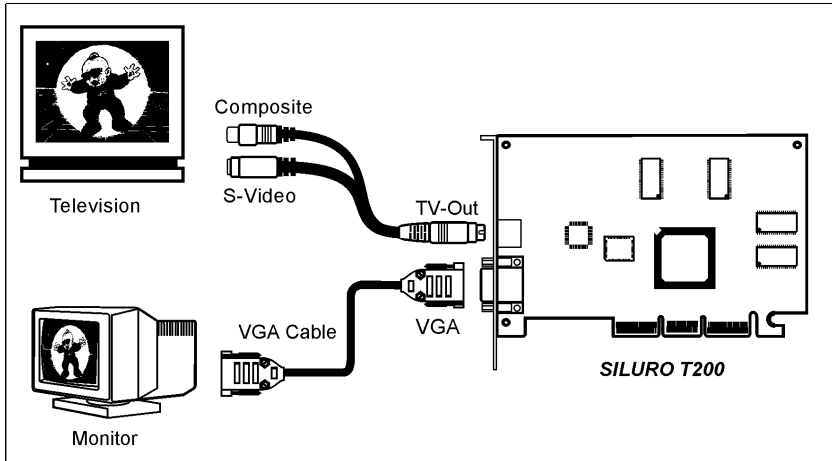 Composite
S-Video
TV-Out
Television
VGA Cable
VGA
SILURO T200
Monitor